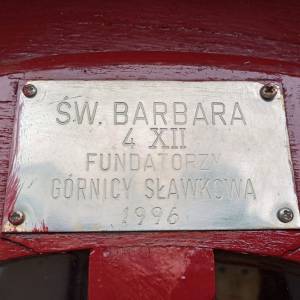 ŚW. BARBARA
4 XII
FUNDATORZY
GÓRNICY SŁAWKOWA
1996